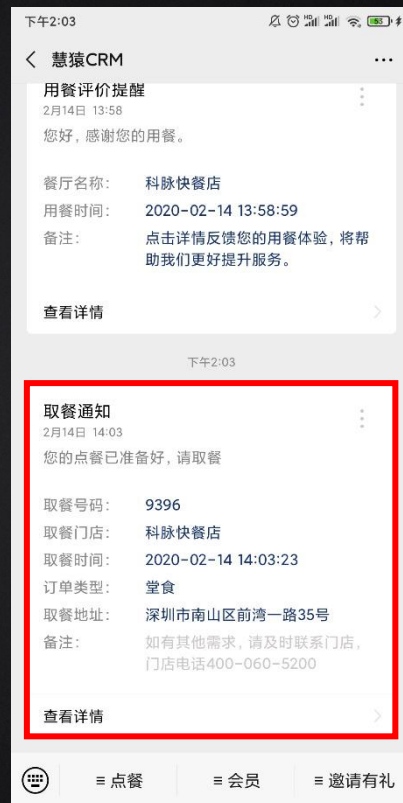 下午2:03
53
慧猿CRM
用餐评价提醒
2月14日 13:58
您好，感谢您的用餐。
餐厅名称： 科脉快餐店
用餐时间： 2020-02-14 13:58:59
备注： 点击详情反馈您的用餐体验，将帮
助我们更好提升服务。
查看详情
下午2:03
取餐通知
2月14日 14:03
您的点餐已准备好，请取餐
取餐号码： 9396
取餐门店： 科脉快餐店
取餐时间： 2020-02-14 14:03:23
订单类型： 堂食
取餐地址： 深圳市南山区前湾一路35号
备注： 如有其他需求，请及时联系门店，
门店电话400-060-5200
查看详情
点餐 会员 邀请有礼